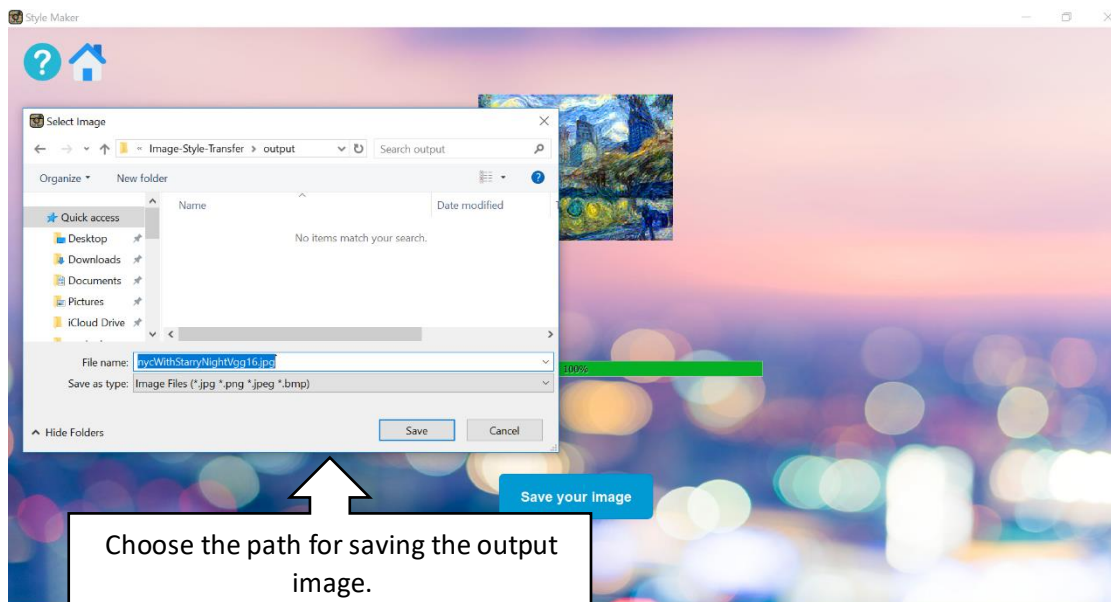 Style Maker
Select Image
« Image-Style-Transfer > output
Search output
Organize
New folder
Name
Date modified
Quick access
No items match your search.
Desktop
Downloads
Documents
Pictures
iCloud Drive
File name: nycWithStarryNightVgg16.jpg
100%
Save as type: Image Files (*.jpg *.png *.jpeg *.bmp)
Hide Folders
Save
Cancel
Save your image
Choose the path for saving the output
image.